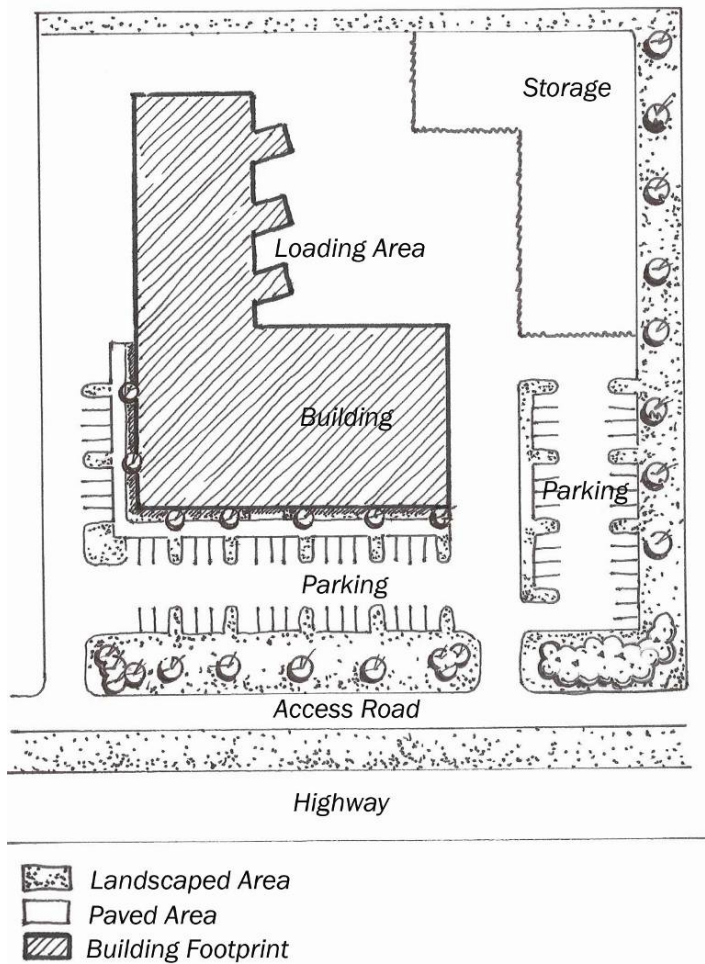 Storage
Loading Area
Building
Parking
Parking
Access Road
Highway
Landscaped Area
Paved Area
Building Footprint